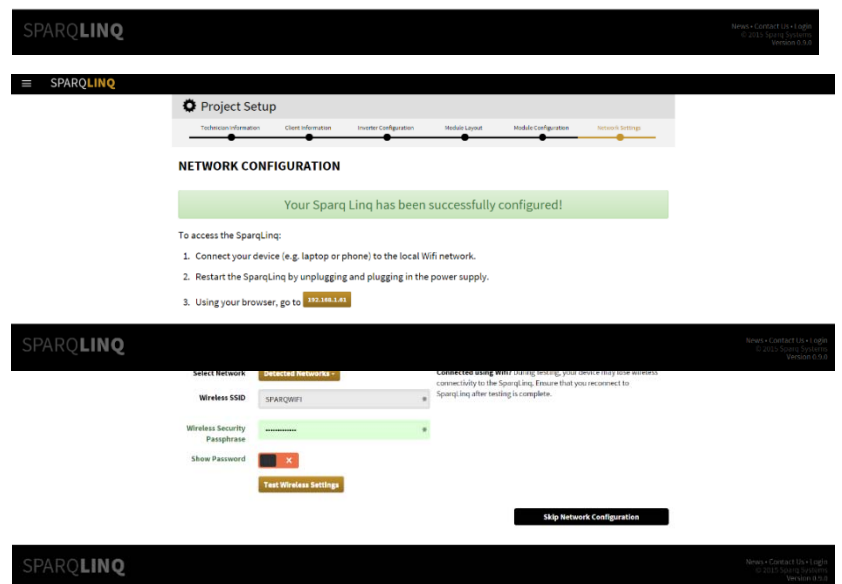 SPARQLINQ
News • Contact Us • Login
© 2015 Sparq Systems
Version 0.9.0
≡ SPARQLINQ
Project Setup
Technician Information Client Information Inverter Configuration Module Layout Module Configuration Network Settings
NETWORK CONFIGURATION
Your Sparq Linq has been successfully configured!
To access the SparqLinq:
1. Connect your device (e.g. laptop or phone) to the local Wifi network.
2. Restart the SparqLinq by unplugging and plugging in the power supply.
3. Using your browser, go to
SPARQLINQ
News • Contact Us • Login
© 2015 Sparq Systems
Version 0.9.0
Select Network Detected Networks
Connected using Wifi? During testing, your device may lose wireless
connectivity to the SparqLinq. Ensure that you reconnect to
SparqLinq after testing is complete.
Wireless SSID SPARQWIFI
Wireless Security
Passphrase
Show Password X
Test Wireless Settings
Skip Network Configuration
SPARQLINQ
News • Contact Us • Login
© 2015 Sparq Systems
Version 0.9.0